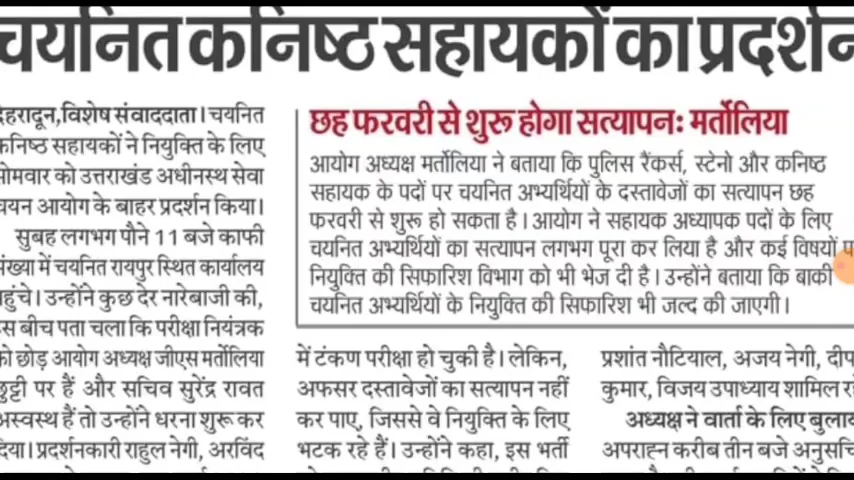 चयनित कनिष्ठ सहायकों का प्रदर्शन
देहरादून, विशेष संवाददाता। चयनित
कनिष्ठ सहायकों ने नियुक्ति के लिए
सोमवार को उत्तराखंड अधीनस्थ सेवा
चयन आयोग के बाहर प्रदर्शन किया।
सुबह लगभग पौने 11 बजे काफी
संख्या में चयनित रायपुर स्थित कार्यालय
पहुंचे। उन्होंने कुछ देर नारेबाजी की,
इस बीच पता चला कि परीक्षा नियंत्रक
को छोड़ आयोग अध्यक्ष जीएस मर्तोलिया
छुट्टी पर हैं और सचिव सुरेंद्र रावत
अस्वस्थ हैं तो उन्होंने धरना शुरू कर
दिया। प्रदर्शनकारी राहुल नेगी, अरविंद
छह फरवरी से शुरू होगा सत्यापनः मर्तोलिया
आयोग अध्यक्ष मर्तोलिया ने बताया कि पुलिस रैंकर्स, स्टेनो और कनिष्ठ
सहायक के पदों पर चयनित अभ्यर्थियों के दस्तावेजों का सत्यापन छह
फरवरी से शुरू हो सकता है। आयोग ने सहायक अध्यापक पदों के लिए
चयनित अभ्यर्थियों का सत्यापन लगभग पूरा कर लिया है और कई विषयों
नियुक्ति की सिफारिश विभाग को भी भेज दी है। उन्होंने बताया कि बाकी
चयनित अभ्यर्थियों के नियुक्ति की सिफारिश भी जल्द की जाएगी।
में टंकण परीक्षा हो चुकी है। लेकिन,
अफसर दस्तावेजों का सत्यापन नहीं
कर पाए, जिससे वे नियुक्ति के लिए
भटक रहे हैं। उन्होंने कहा, इस भर्ती
प्रशांत नौटियाल, अजय नेगी,
कुमार, विजय उपाध्याय शामिल
अध्यक्ष ने वार्ता के लिए
अपराह्न करीब तीन बजे